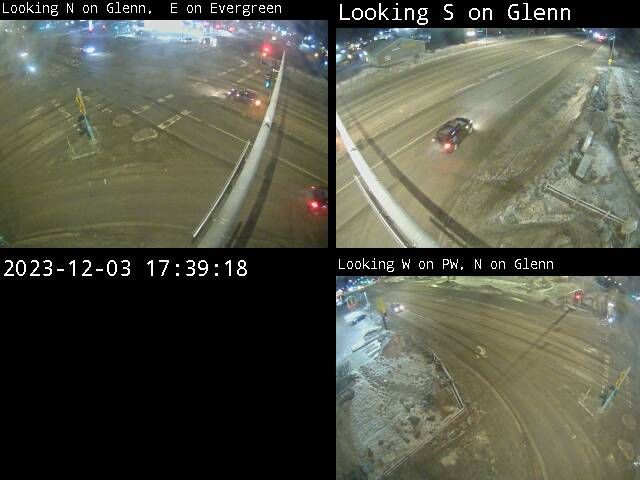 Looking N on Glenn, E on Evergreen
Looking S on Glenn
2023-12-03 17:39:18
Looking W on PW, N on Glenn